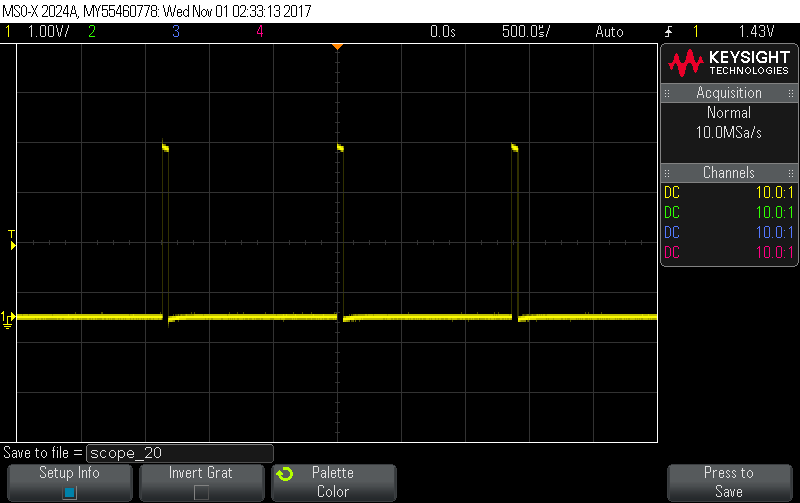 MSO-X 2024A, MY55460778: Wed Nov 01 02:33:13 2017
1 1.00V/ 2 3 4 0.0s 500.0s/ Auto 1 1.43V
KEYSIGHT
TECHNOLOGIES
Acquisition
Normal
10.0MSa/s
Channels
DC 10.0:1
DC 10.0:1
DC 10.0:1
DC 10.0:1
T
1
Save to file = scope_20
Setup Info
Invert Grat
Palette
Color
Press to
Save